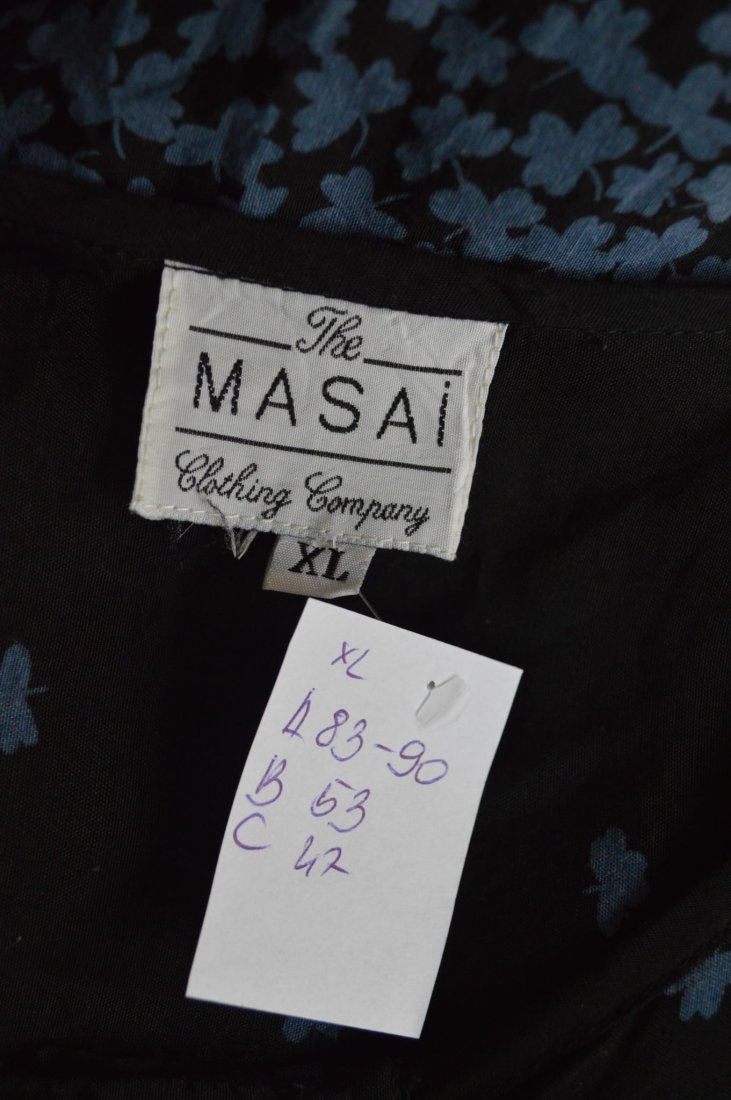 The
MASAi
Clothing Company
XL
XL
A 83-90
B 53
C 42